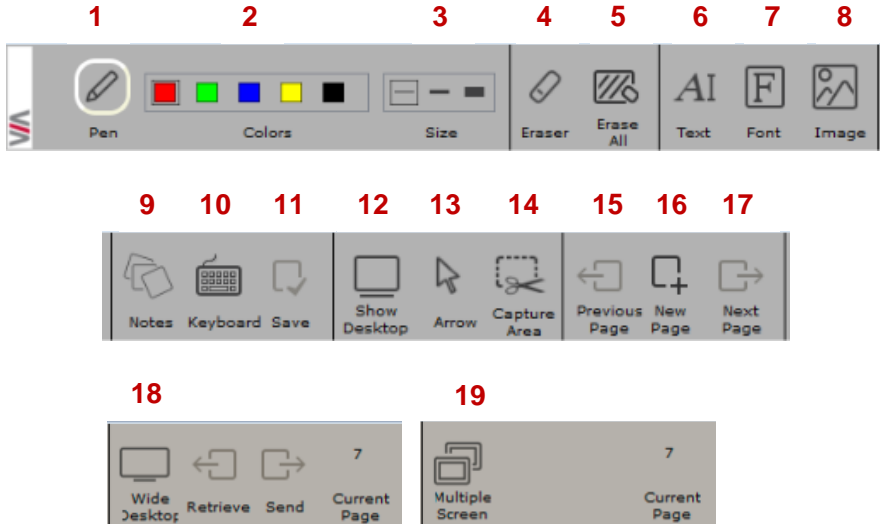 1 2 3 4 5 6 7 8
Pen Colors Size Eraser Erase All AI Text F Font Image
9 10 11 12 13 14 15 16 17
Notes Keyboard Save Show Desktop Arrow Capture Area Previous Page New Page Next Page
18 19
7 7
Wide Desktop Retrieve Send Current Page Multiple Screen Current Page